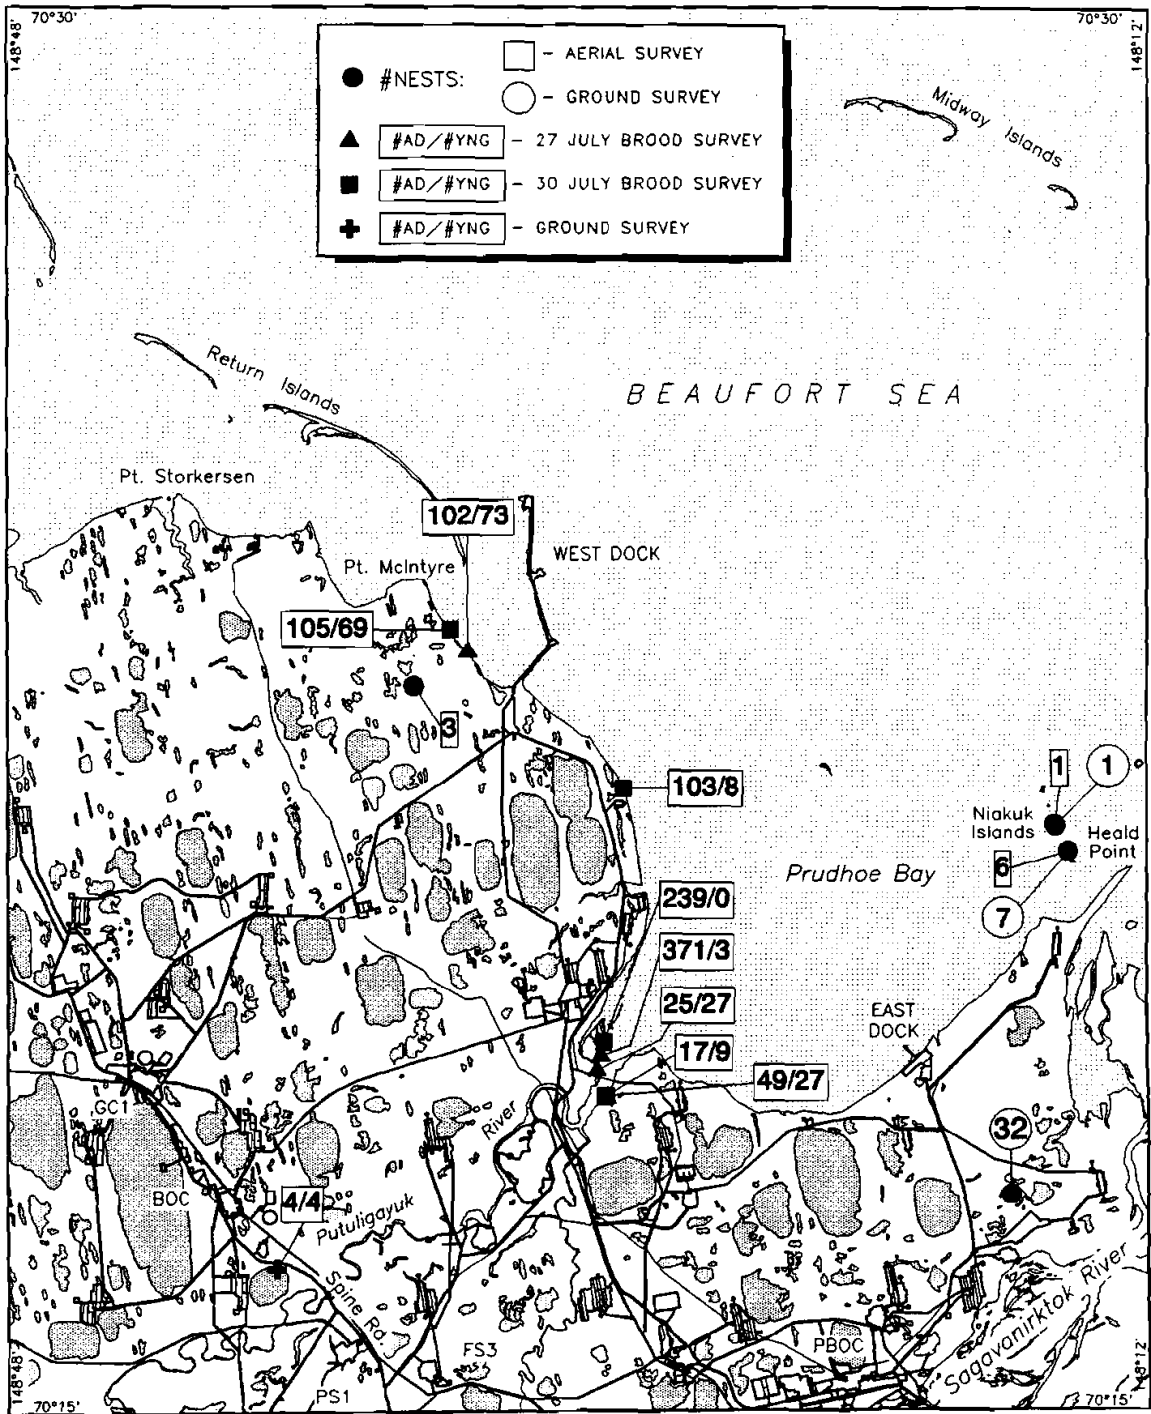 70°30'
70°30'
148°48'
148°12'
#NESTS:
- AERIAL SURVEY
- GROUND SURVEY
#AD/#YNG - 27 JULY BROOD SURVEY
#AD/#YNG - 30 JULY BROOD SURVEY
#AD/#YNG - GROUND SURVEY
Midway Islands
Return Islands
BEAUFORT SEA
Pt. Storkersen
102/73
WEST DOCK
Pt. McIntyre
105/69
3
103/8
1
1
Niakuk
Islands
Heald
Point
6
7
Prudhoe Bay
239/0
371/3
25/27
17/9
49/27
EAST
DOCK
GC1
River
32
BOC
4/4
Putuligayuk
Spine Rd.
FS3
PBOC
Sagavanirktok River
PS1
148°48'
148°12'
70°15'
70°15'